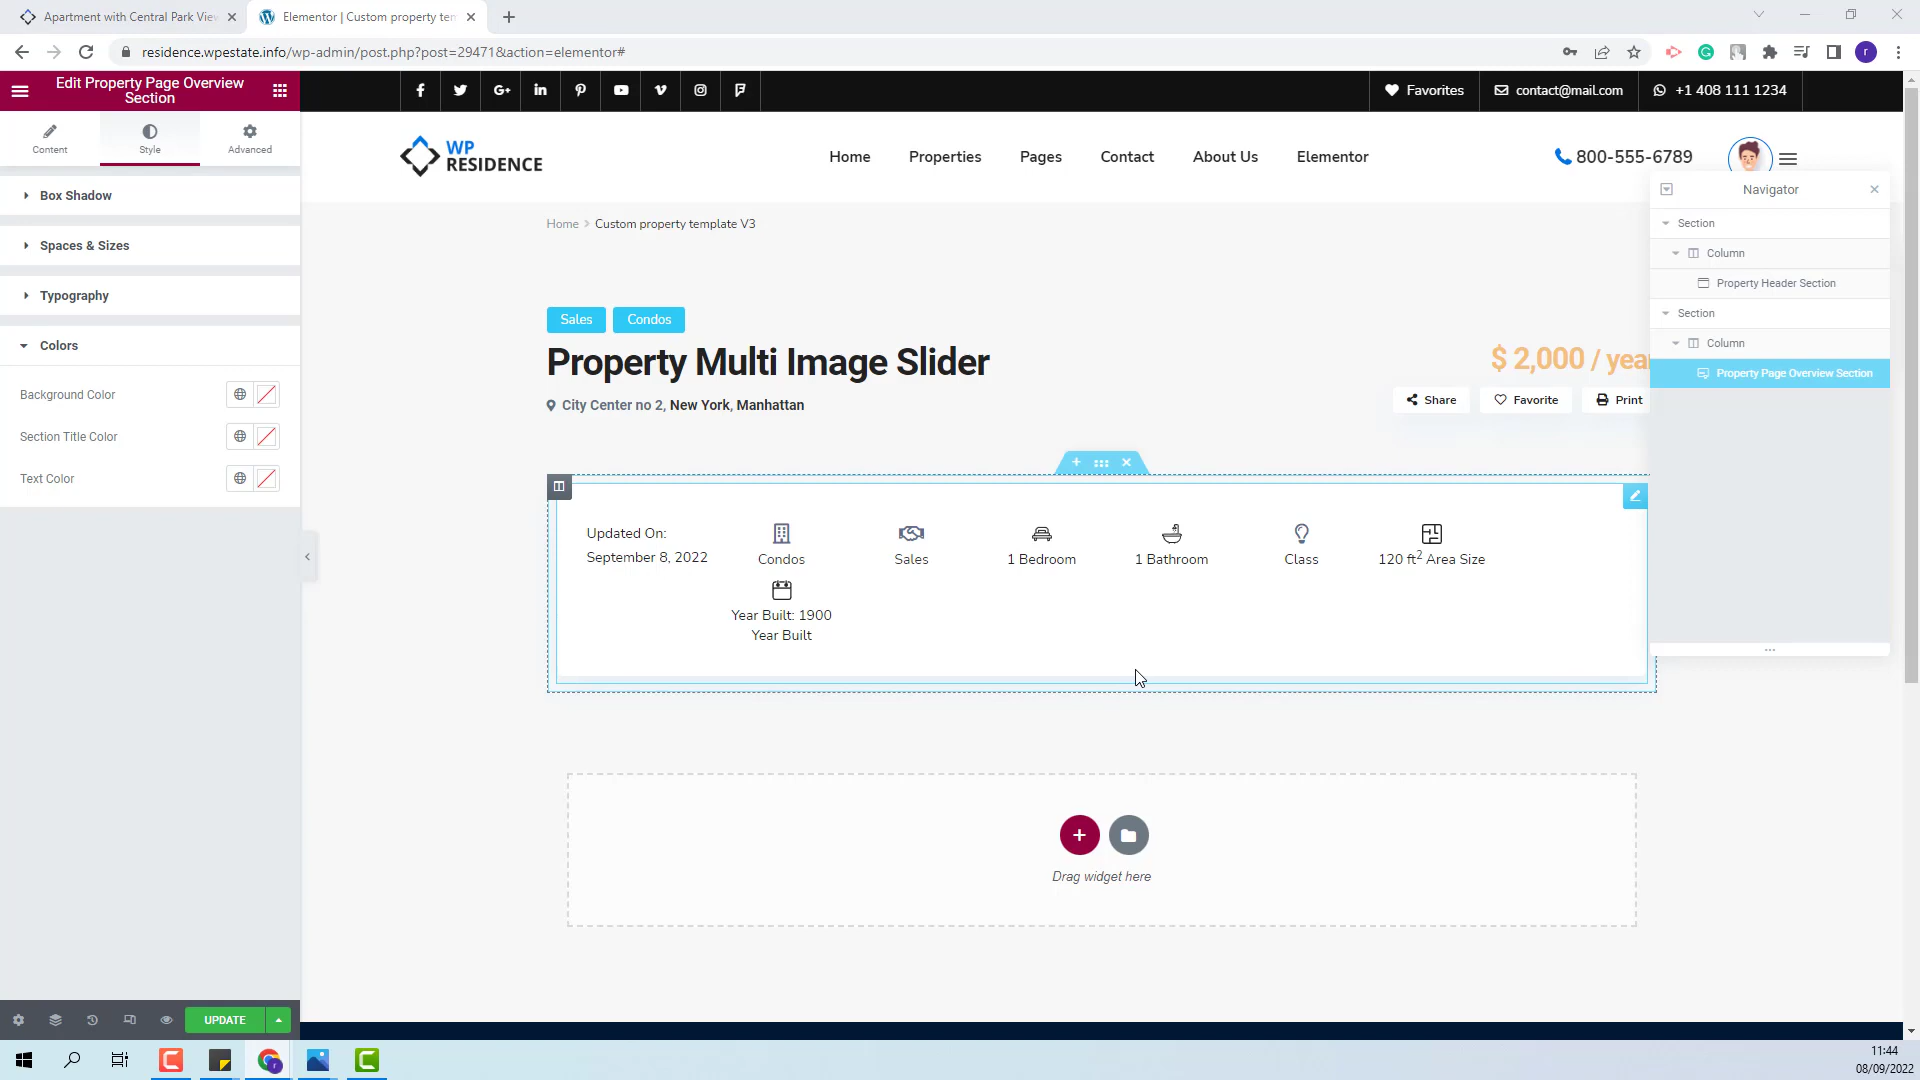 Apartment with Central Park Vie
Elementor | Custom property tem
residence.wpestate.info/wp-admin/post.php?post=29471&action=elementor#
r
Edit Property Page Overview
Section
Favorites
contact@mail.com
+1 408 111 1234
Content
Style
Advanced
WP
RESIDENCE
Home
Properties
Pages
Contact
About Us
Elementor
800-555-6789
Box Shadow
Spaces & Sizes
Typography
Colors
Background Color
Section Title Color
Text Color
Navigator
Section
Column
Property Header Section
Section
Column
Property Page Overview Section
Home > Custom property template V3
Sales
Condos
Property Multi Image Slider
$ 2,000 / year
City Center no 2, New York, Manhattan
Share
Favorite
Print
Updated On:
September 8, 2022
Condos
Sales
1 Bedroom
1 Bathroom
Class
120 ft2 Area Size
Year Built: 1900
Year Built
Drag widget here
UPDATE
11:44
08/09/2022